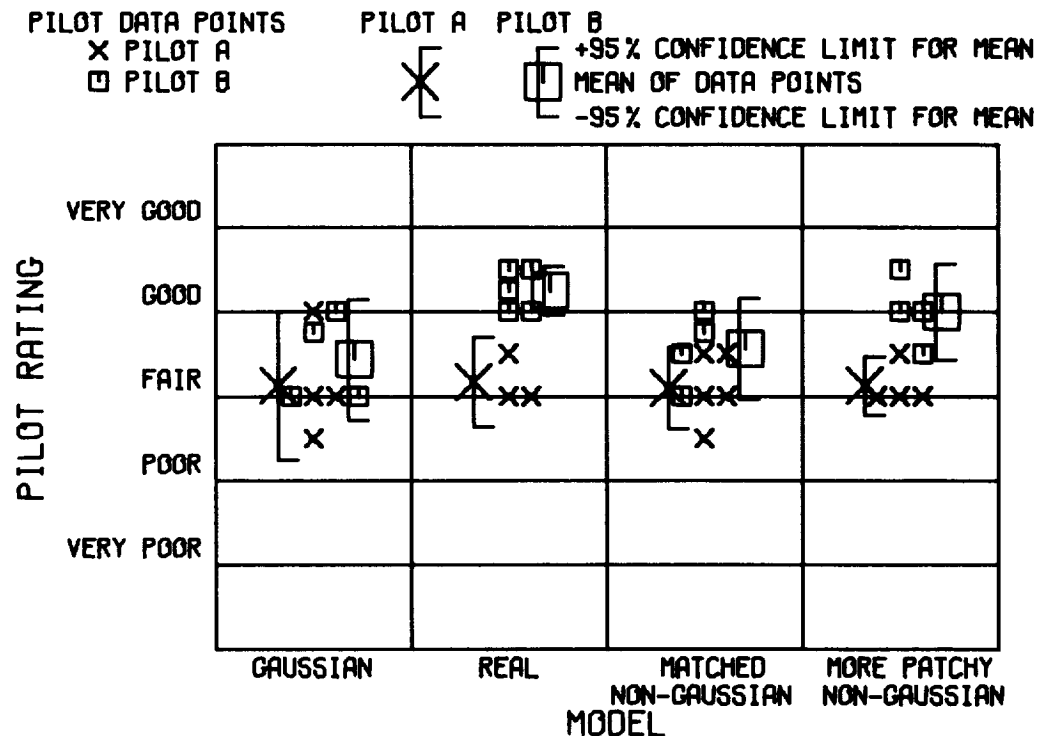 PILOT DATA POINTS
PILOT A
PILOT B
PILOT A PILOT B
+95% CONFIDENCE LIMIT FOR MEAN
MEAN OF DATA POINTS
-95% CONFIDENCE LIMIT FOR MEAN
PILOT RATING
VERY GOOD
GOOD
FAIR
POOR
VERY POOR
GAUSSIAN
REAL
MATCHED
NON-GAUSSIAN
MORE PATCHY
NON-GAUSSIAN
MODEL